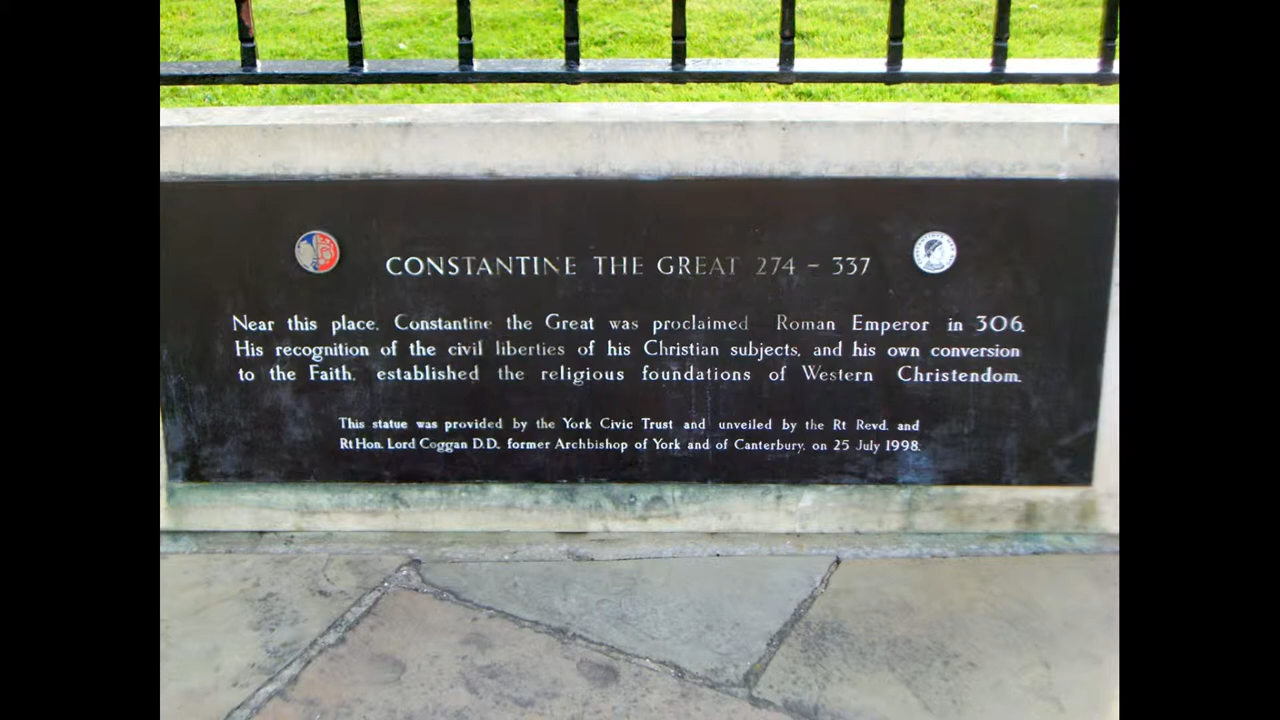 CONSTANTINE THE GREAT 274 - 337
Near this place, Constantine the Great was proclaimed Roman Emperor in 306.
His recognition of the civil liberties of his Christian subjects, and his own conversion
to the Faith, established the religious foundations of Western Christendom.
This statue was provided by the York Civic Trust and unveiled by the Rt Revd. and
Rt Hon. Lord Coggan D.D., former Archbishop of York and of Canterbury, on 25 July 1998.